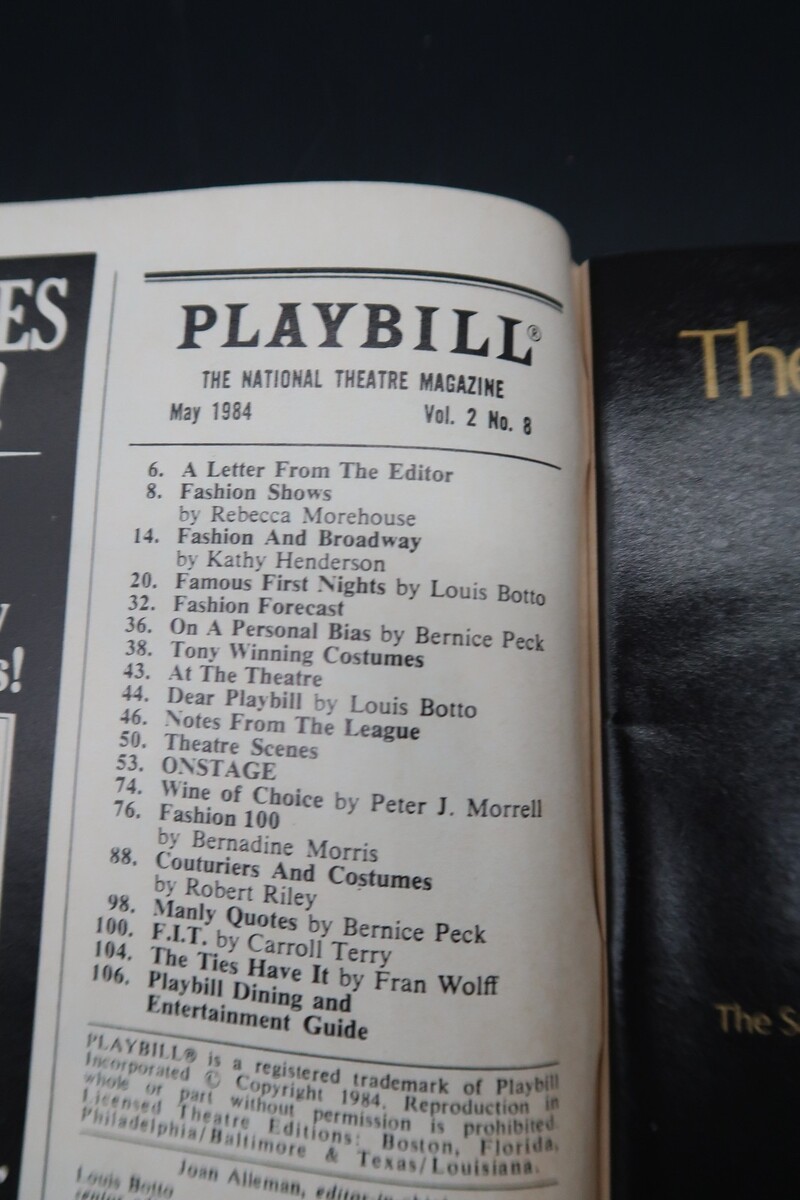 ES
!
y
s!
PLAYBILL®
THE NATIONAL THEATRE MAGAZINE
May 1984 Vol. 2 No. 8
6. A Letter From The Editor
8. Fashion Shows
by Rebecca Morehouse
14. Fashion And Broadway
by Kathy Henderson
20. Famous First Nights by Louis Botto
32. Fashion Forecast
36. On A Personal Bias by Bernice Peck
38. Tony Winning Costumes
43. At The Theatre
44. Dear Playbill by Louis Botto
46. Notes From The League
50. Theatre Scenes
53. ONSTAGE
74. Wine of Choice by Peter J. Morrell
76. Fashion 100
by Bernadine Morris
88. Couturiers And Costumes
by Robert Riley
98. Manly Quotes by Bernice Peck
100. F.I.T. by Carroll Terry
104. The Ties Have It by Fran Wolff
106. Playbill Dining and
Entertainment Guide
PLAYBILL® is a registered trademark of Playbill
Incorporated © Copyright 1984. Reproduction in
whole or part without permission is prohibited.
Licensed Theatre Editions: Boston, Florida,
Philadelphia/Baltimore & Texas/Louisiana.
Joan Alleman, editor in
Louis Botto
The
The S